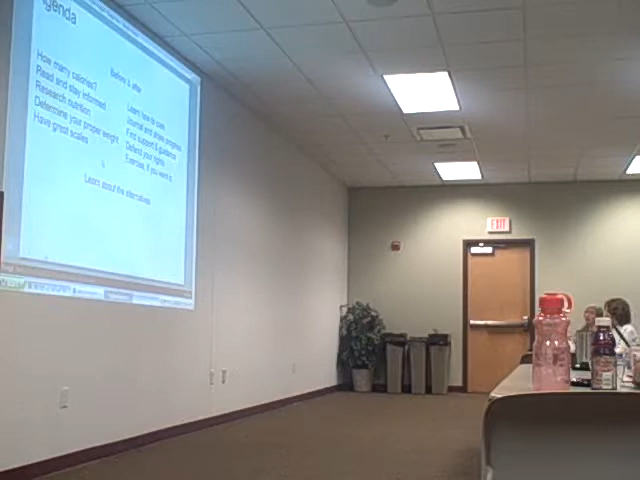 genda
Before & after
How many calories?
Read and stay informed
Research nutrition
Determine your proper weight
Have great scales
Learn how to cook
Journal and share progress
Find support & guidance
Defend your rights
Exercise, if you want to
Learn about the alternatives
EXIT